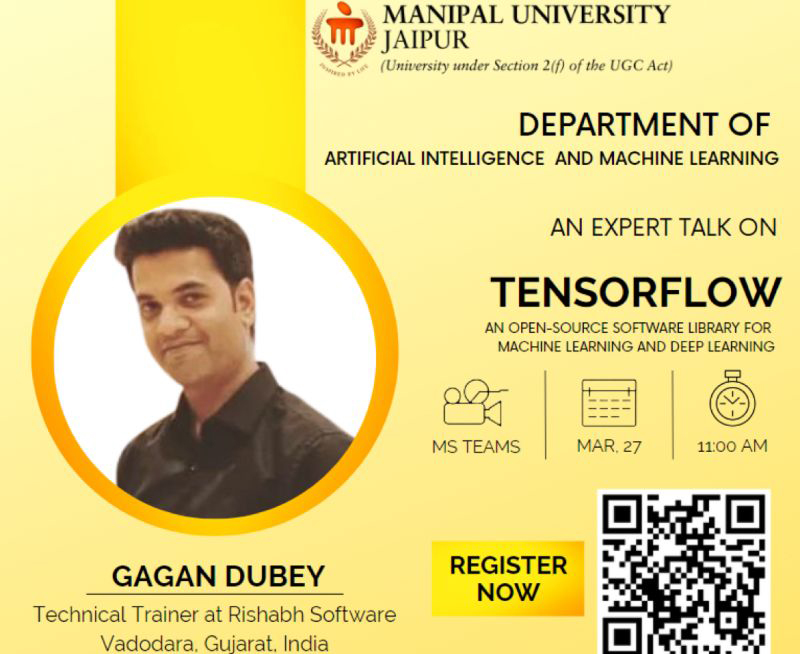 MANIPAL UNIVERSITY
JAIPUR
(University under Section 2(f) of the UGC Act)
INSPIRED BY LIFE
DEPARTMENT OF
ARTIFICIAL INTELLIGENCE AND MACHINE LEARNING
AN EXPERT TALK ON
TENSORFLOW
AN OPEN-SOURCE SOFTWARE LIBRARY FOR
MACHINE LEARNING AND DEEP LEARNING
MS TEAMS
MAR, 27
11:00 AM
GAGAN DUBEY
Technical Trainer at Rishabh Software
Vadodara, Gujarat, India
REGISTER
NOW